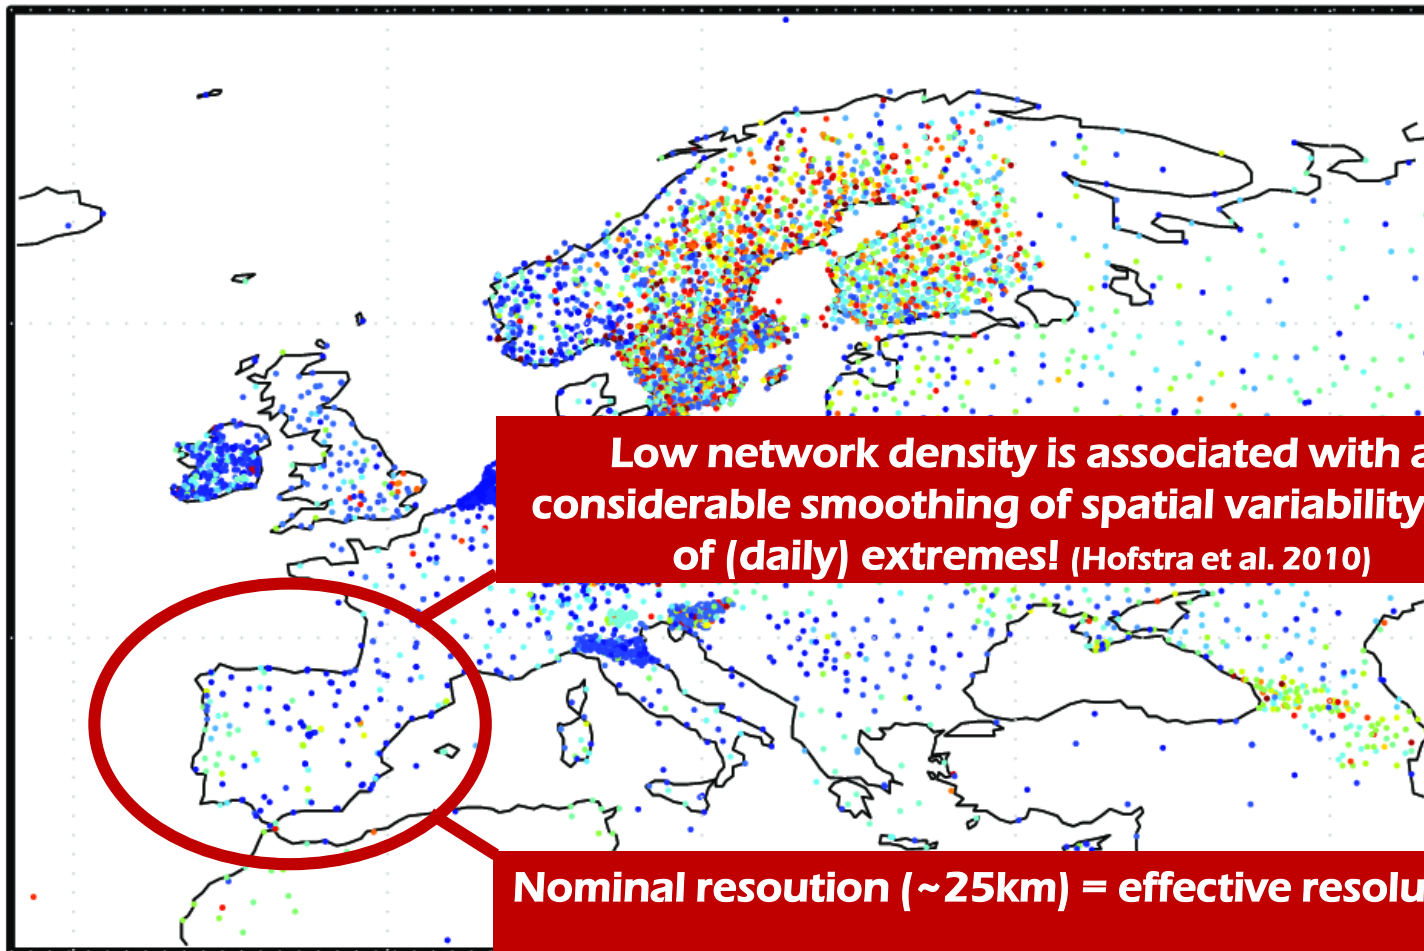 Low network density is associated with a
considerable smoothing of spatial variability
of (daily) extremes! (Hofstra et al. 2010)
Nominal resoution (~25km) = effective resolu